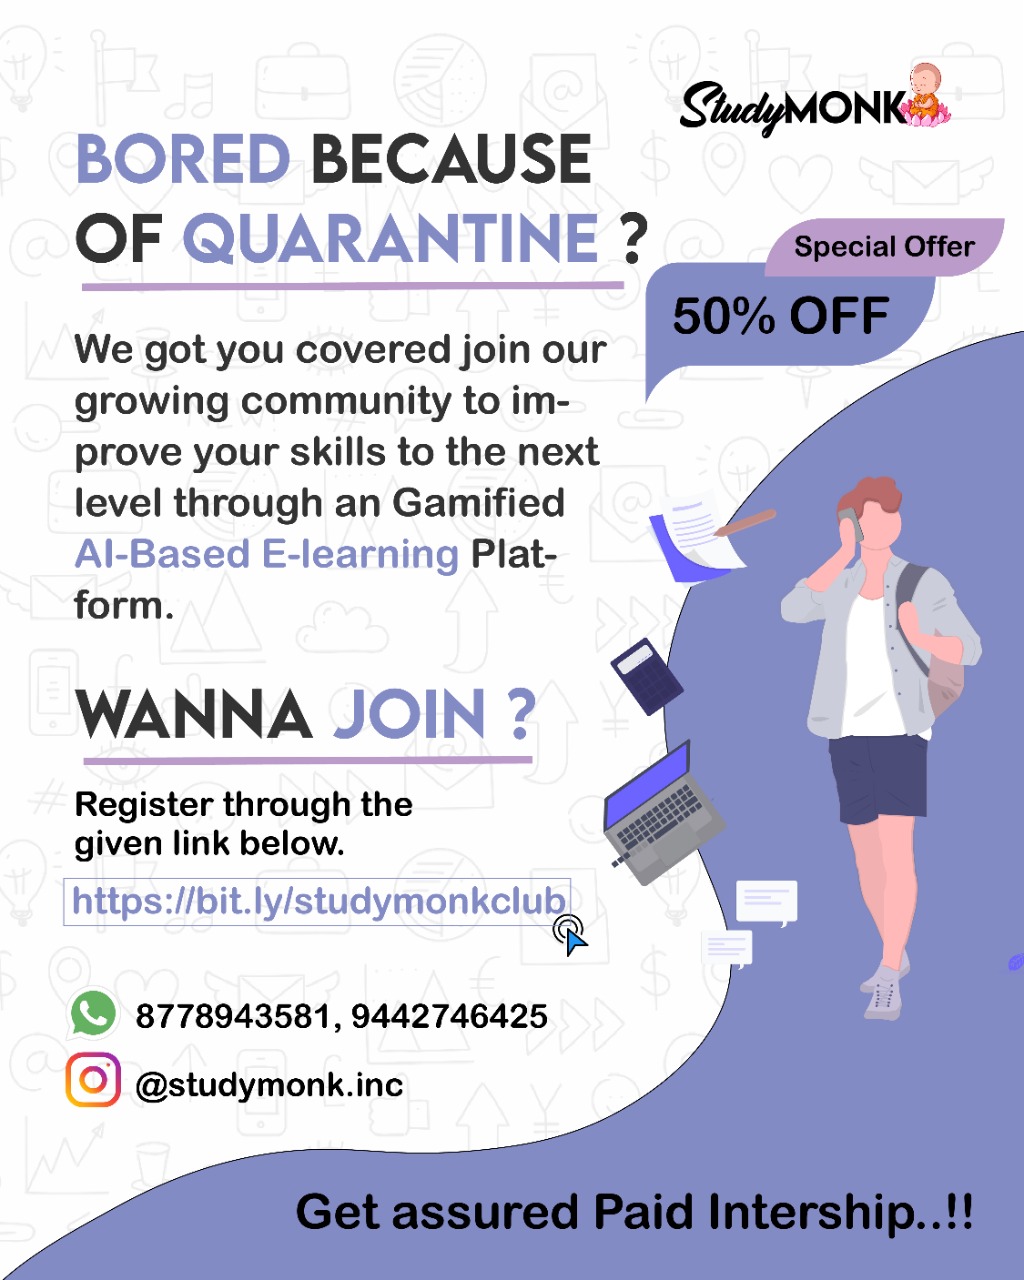 StudyMONK
BORED BECAUSE
OF QUARANTINE ?
Special Offer
50% OFF
We got you covered join our
growing community to im-
prove your skills to the next
level through an Gamified
AI-Based E-learning Plat-
form.
WANNA JOIN ?
Register through the
given link below.
https://bit.ly/studymonkclub
8778943581, 9442746425
@studymonk.inc
Get assured Paid Intership..!!